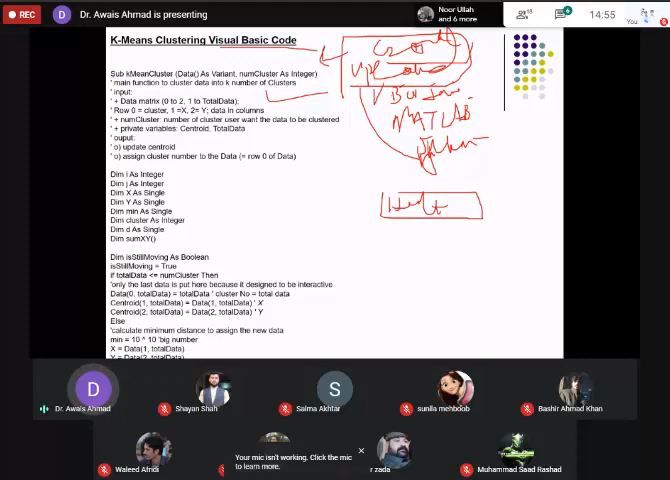 REC
D
Dr. Awais Ahmad is presenting
Noor Ullah
and 6 more
18
6
14:55
You
K-Means Clustering Visual Basic Code
Sub kMeanCluster (Data() As Variant, numCluster As Integer)
' main function to cluster data into k number of Clusters
' input:
' + Data matrix (0 to 2, 1 to TotalData);
' Row 0 = cluster, 1 =X, 2= Y; data in columns
' + numCluster: number of cluster user want the data to be clustered
' + private variables: Centroid, TotalData
' ouput:
' o) update centroid
' o) assign cluster number to the Data (= row 0 of Data)
Dim i As Integer
Dim j As Integer
Dim X As Single
Dim Y As Single
Dim min As Single
Dim cluster As Integer
Dim d As Single
Dim sumXY()
Dim isStillMoving As Boolean
isStillMoving = True
if totalData <= numCluster Then
'only the last data is put here because it designed to be interactive
Data(0, totalData) = totalData ' cluster No = total data
Centroid(1, totalData) = Data(1, totalData) ' X
Centroid(2, totalData) = Data(2, totalData) ' Y
Else
'calculate minimum distance to assign the new data
min = 10 ^ 10 'big number
X = Data(1, totalData)
Y = Data(2, totalData)
MATLAB
D
Dr. Awais Ahmad
Shayan Shah
S
Salma Akhtar
sunila mehboob
Bashir Ahmad Khan
Waleed Afridi
r zada
Muhammad Saad Rashad
Your mic isn't working. Click the mic
to learn more.